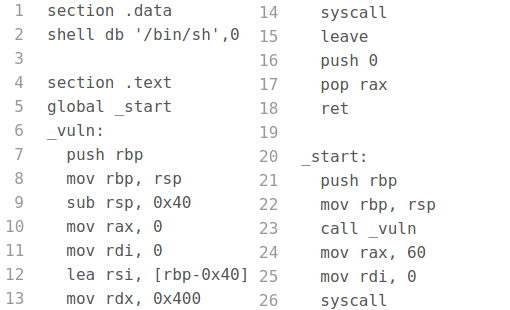 1 section .data
2 shell db '/bin/sh',0
3
4 section .text
5 global _start
6 _vuln:
7 push rbp
8 mov rbp, rsp
9 sub rsp, 0x40
10 mov rax, 0
11 mov rdi, 0
12 lea rsi, [rbp-0x40]
13 mov rdx, 0x400
14 syscall
15 leave
16 push 0
17 pop rax
18 ret
19
20 _start:
21 push rbp
22 mov rbp, rsp
23 call _vuln
24 mov rax, 60
25 mov rdi, 0
26 syscall